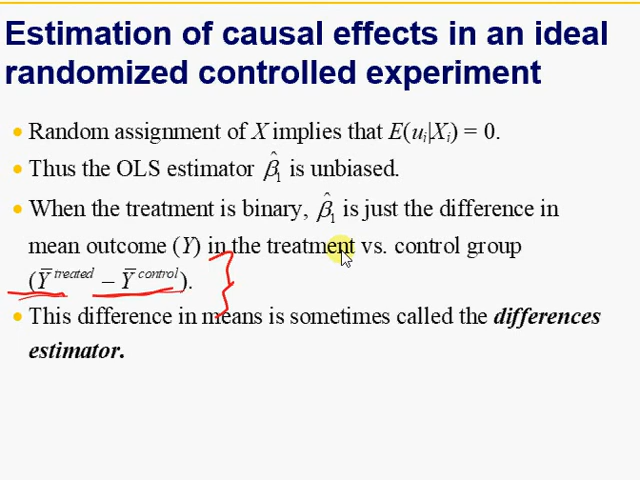 Estimation of causal effects in an ideal
randomized controlled experiment
• Random assignment of X implies that E(uᵢ|Xᵢ) = 0.
• Thus the OLS estimator β̂₁ is unbiased.
• When the treatment is binary, β̂₁ is just the difference in
mean outcome (Y) in the treatment vs. control group
(Ȳ^treated – Ȳ^control).
• This difference in means is sometimes called the differences
estimator.